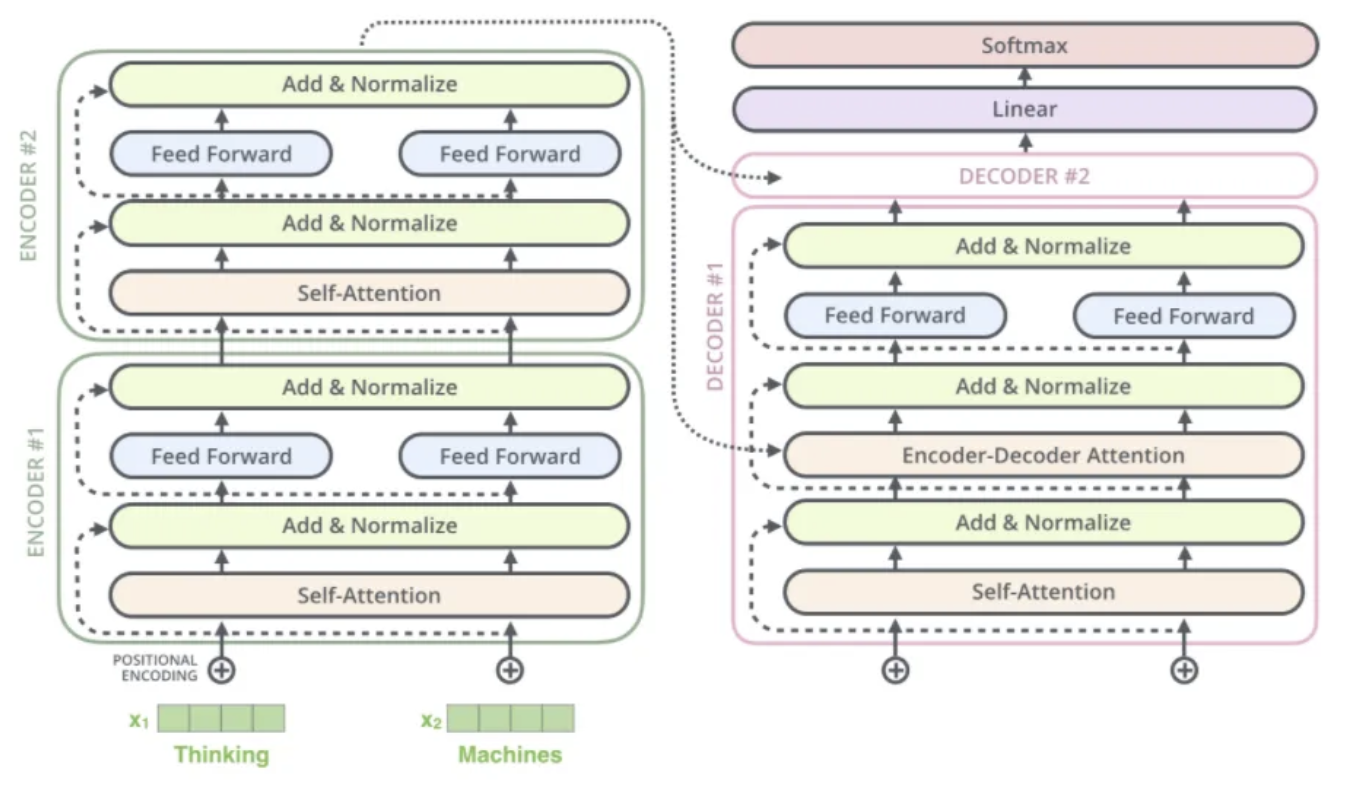 ENCODER #2
Add & Normalize
Feed Forward Feed Forward
Add & Normalize
Self-Attention
ENCODER #1
Add & Normalize
Feed Forward Feed Forward
Add & Normalize
Self-Attention
POSITIONAL
ENCODING
x₁ x₂
Thinking Machines
Softmax
Linear
DECODER #2
DECODER #1
Add & Normalize
Feed Forward Feed Forward
Add & Normalize
Encoder-Decoder Attention
Add & Normalize
Self-Attention